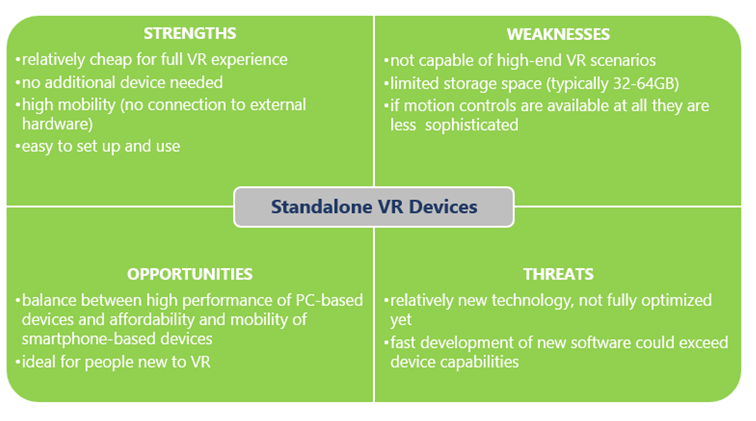 STRENGTHS
•relatively cheap for full VR experience
•no additional device needed
•high mobility (no connection to external
hardware)
•easy to set up and use
WEAKNESSES
•not capable of high-end VR scenarios
•limited storage space (typically 32-64GB)
•if motion controls are available at all they are
less sophisticated
Standalone VR Devices
OPPORTUNITIES
•balance between high performance of PC-based
devices and affordability and mobility of
smartphone-based devices
•ideal for people new to VR
THREATS
•relatively new technology, not fully optimized
yet
•fast development of new software could exceed
device capabilities